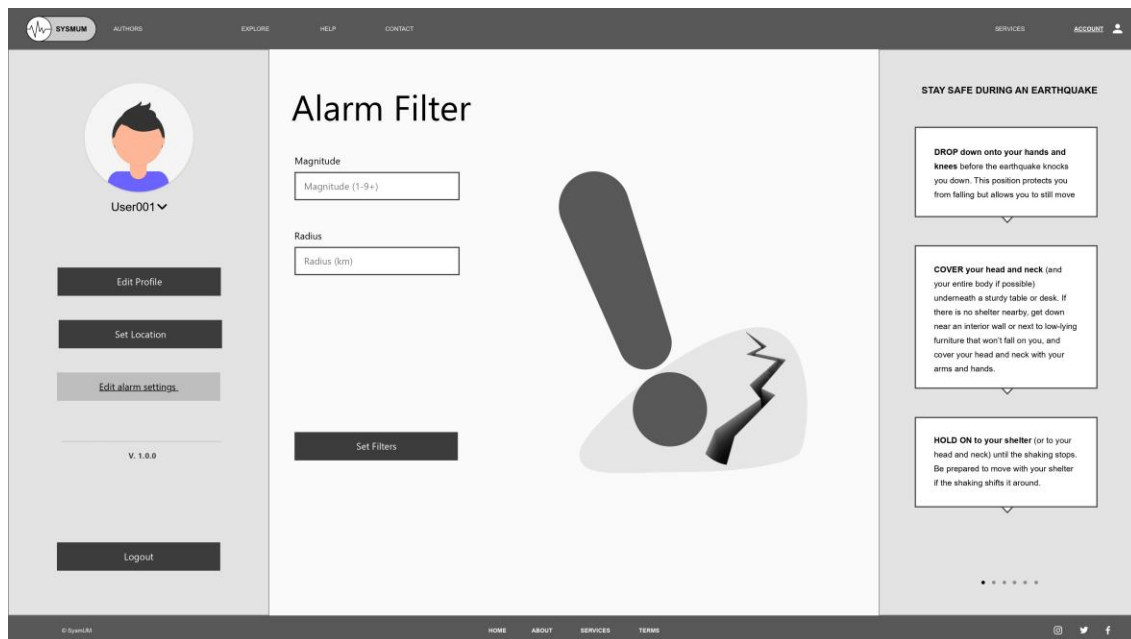 SYSMUM
AUTHORS
EXPLORE
HELP
CONTACT
SERVICES
ACCOUNT
User001
Edit Profile
Set Location
Edit alarm settings
V. 1.0.0
Logout
Alarm Filter
Magnitude
Magnitude (1-9+)
Radius
Radius (km)
Set Filters
STAY SAFE DURING AN EARTHQUAKE
DROP down onto your hands and
knees before the earthquake knocks
you down. This position protects you
from falling but allows you to still move
COVER your head and neck (and
your entire body if possible)
underneath a sturdy table or desk. If
there is no shelter nearby, get down
near an interior wall or next to low-lying
furniture that won't fall on you, and
cover your head and neck with your
arms and hands.
HOLD ON to your shelter (or to your
head and neck) until the shaking stops.
Be prepared to move with your shelter
if the shaking shifts it around.
© SysmUM
HOME
ABOUT
SERVICES
TERMS